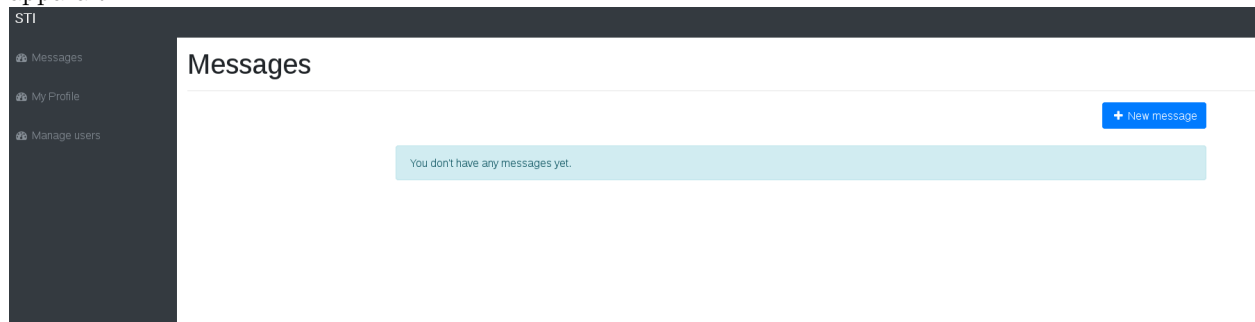 STI
Messages
My Profile
Manage users
Messages
New message
You don't have any messages yet.